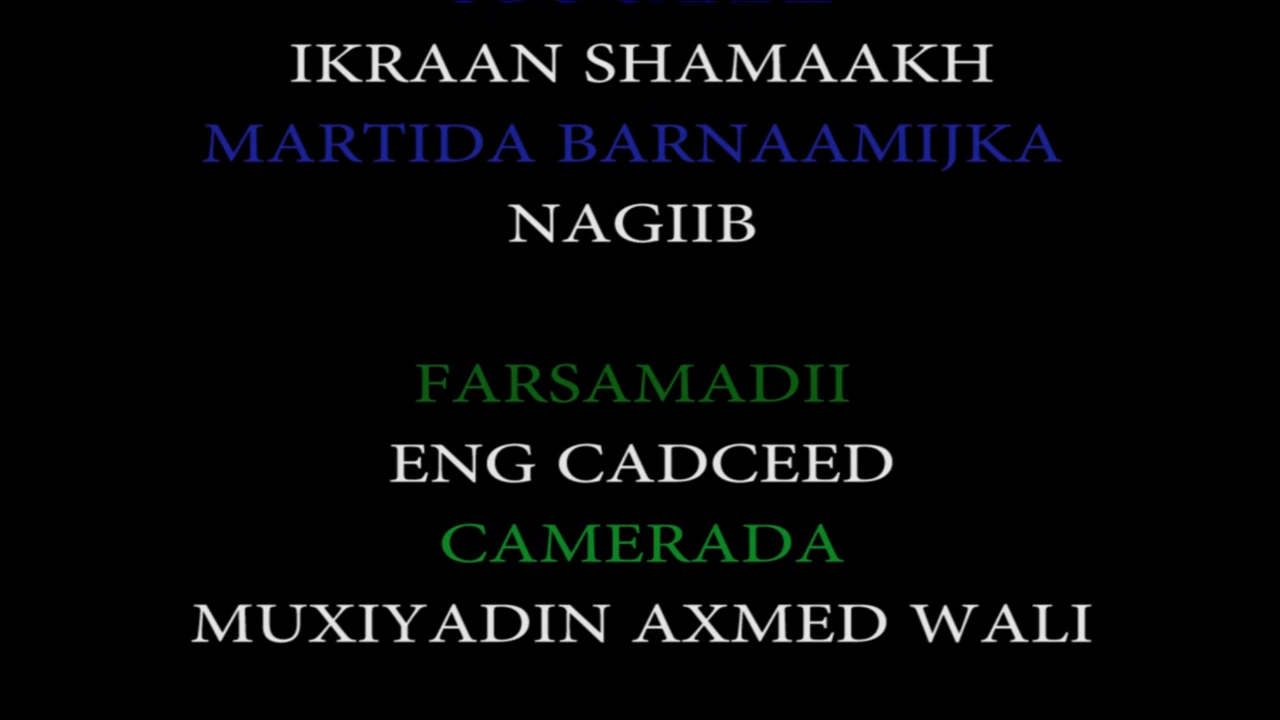 IKRAAN SHAMAAKH
MARTIDA BARNAAMIJKA
NAGIIB
FARSAMADII
ENG CADCEED
CAMERADA
MUXIYADIN AXMED WALI